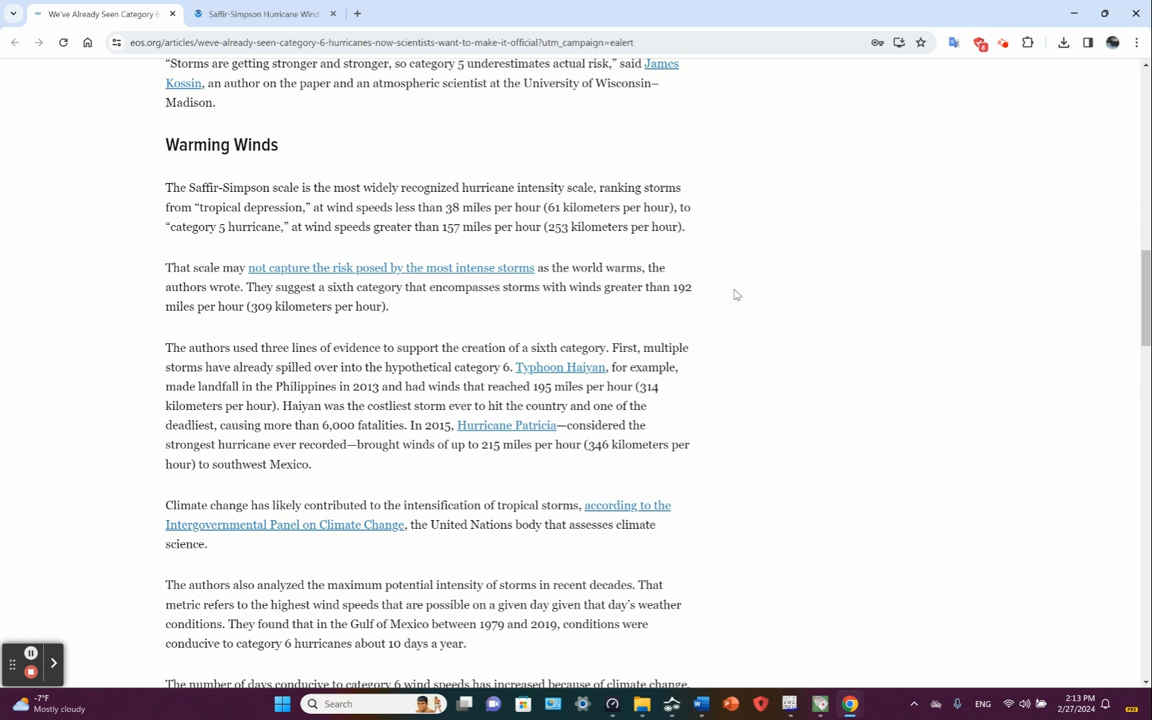 We've Already Seen Category 6
Saffir-Simpson Hurricane Wind
eos.org/articles/weve-already-seen-category-6-hurricanes-now-scientists-want-to-make-it-official?utm_campaign=ealert
8
“Storms are getting stronger and stronger, so category 5 underestimates actual risk,” said James
Kossin, an author on the paper and an atmospheric scientist at the University of Wisconsin–
Madison.
Warming Winds
The Saffir-Simpson scale is the most widely recognized hurricane intensity scale, ranking storms
from “tropical depression,” at wind speeds less than 38 miles per hour (61 kilometers per hour), to
“category 5 hurricane,” at wind speeds greater than 157 miles per hour (253 kilometers per hour).
That scale may not capture the risk posed by the most intense storms as the world warms, the
authors wrote. They suggest a sixth category that encompasses storms with winds greater than 192
miles per hour (309 kilometers per hour).
The authors used three lines of evidence to support the creation of a sixth category. First, multiple
storms have already spilled over into the hypothetical category 6. Typhoon Haiyan, for example,
made landfall in the Philippines in 2013 and had winds that reached 195 miles per hour (314
kilometers per hour). Haiyan was the costliest storm ever to hit the country and one of the
deadliest, causing more than 6,000 fatalities. In 2015, Hurricane Patricia—considered the
strongest hurricane ever recorded—brought winds of up to 215 miles per hour (346 kilometers per
hour) to southwest Mexico.
Climate change has likely contributed to the intensification of tropical storms, according to the
Intergovernmental Panel on Climate Change, the United Nations body that assesses climate
science.
The authors also analyzed the maximum potential intensity of storms in recent decades. That
metric refers to the highest wind speeds that are possible on a given day given that day’s weather
conditions. They found that in the Gulf of Mexico between 1979 and 2019, conditions were
conducive to category 6 hurricanes about 10 days a year.
The number of days conducive to category 6 wind speeds has increased because of climate change.
-7°F
Mostly cloudy
Search
ENG
2:13 PM
2/27/2024